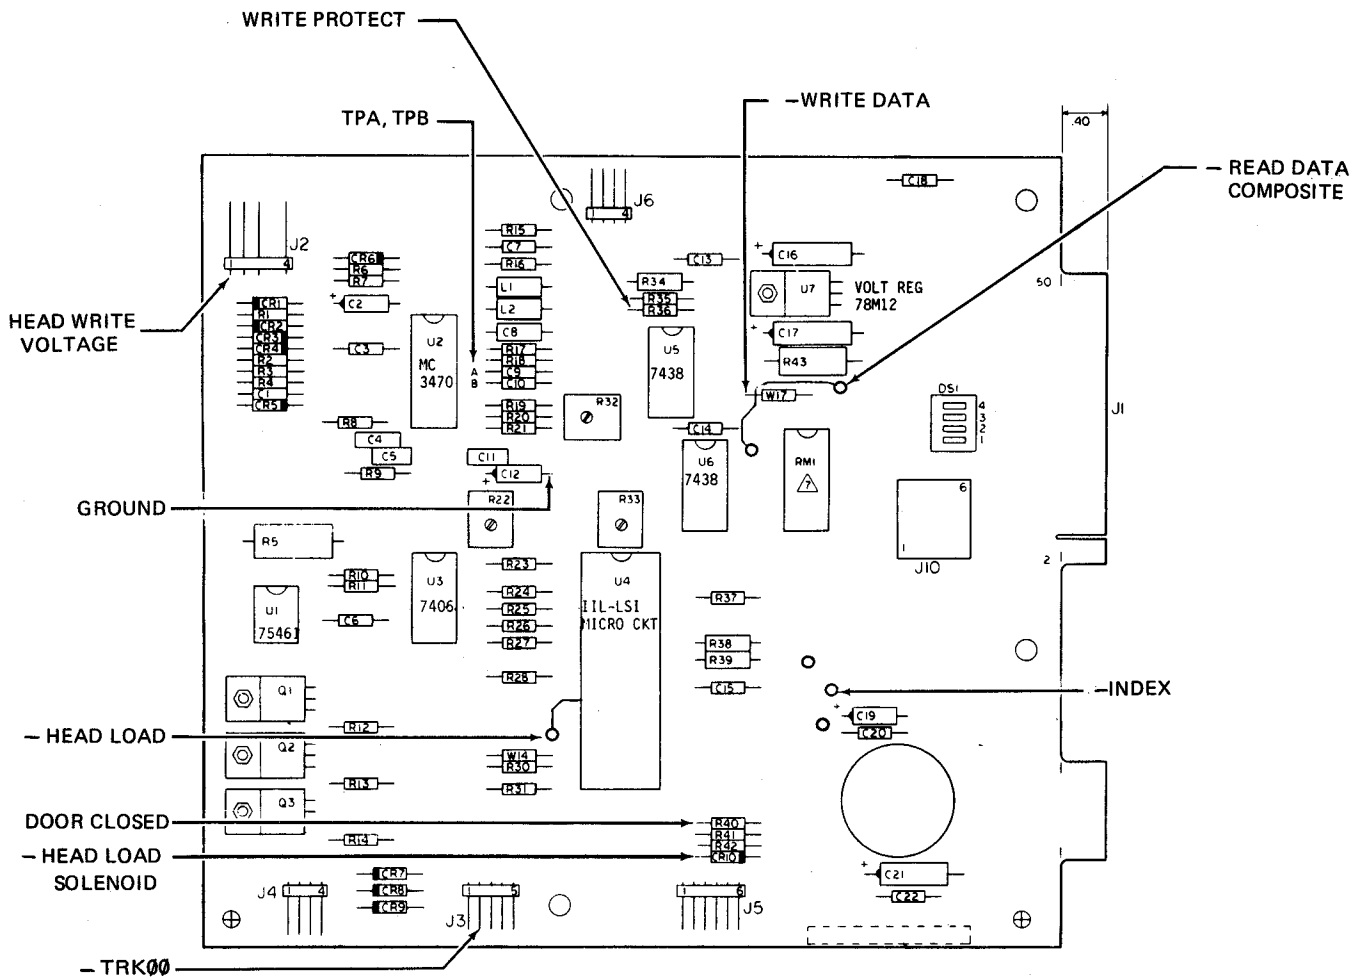 WRITE PROTECT
TPA, TPB
–WRITE DATA
.40
– READ DATA
COMPOSITE
C18
J6
1 4
J2
1 4
R15
C7
R16
CR6
R6
R7
C13
+
C16
L1
R34
U7
VOLT REG
78M12
50
+
C2
R35
R36
HEAD WRITE
VOLTAGE
CR1
R1
CR2
CR3
CR4
R2
R3
R4
C1
CR5
L2
C8
U2
MC
3470
C3
R17
R18
C9
C10
A
B
U5
7438
+
C17
R43
W17
DS1
4
3
2
1
J1
R8
R19
R20
R21
R32
C14
C4
C5
R9
C11
C12
+
U6
7438
RM1
?
GROUND
R22
R33
6
1
J10
2
R5
R10
R11
U1
75461
C6
U3
7406
R23
R24
R25
R26
R27
R28
U4
IIL-LSI
MICRO CKT
R37
R38
R39
C15
–INDEX
Q1
R12
+
C19
C20
– HEAD LOAD
Q2
W14
R30
R31
R13
Q3
DOOR CLOSED
R40
R41
R42
CR10
R14
– HEAD LOAD
SOLENOID
CR7
CR8
CR9
+
C21
C22
J4
1 4
J3
1 5
1 6
J5
– TRK00